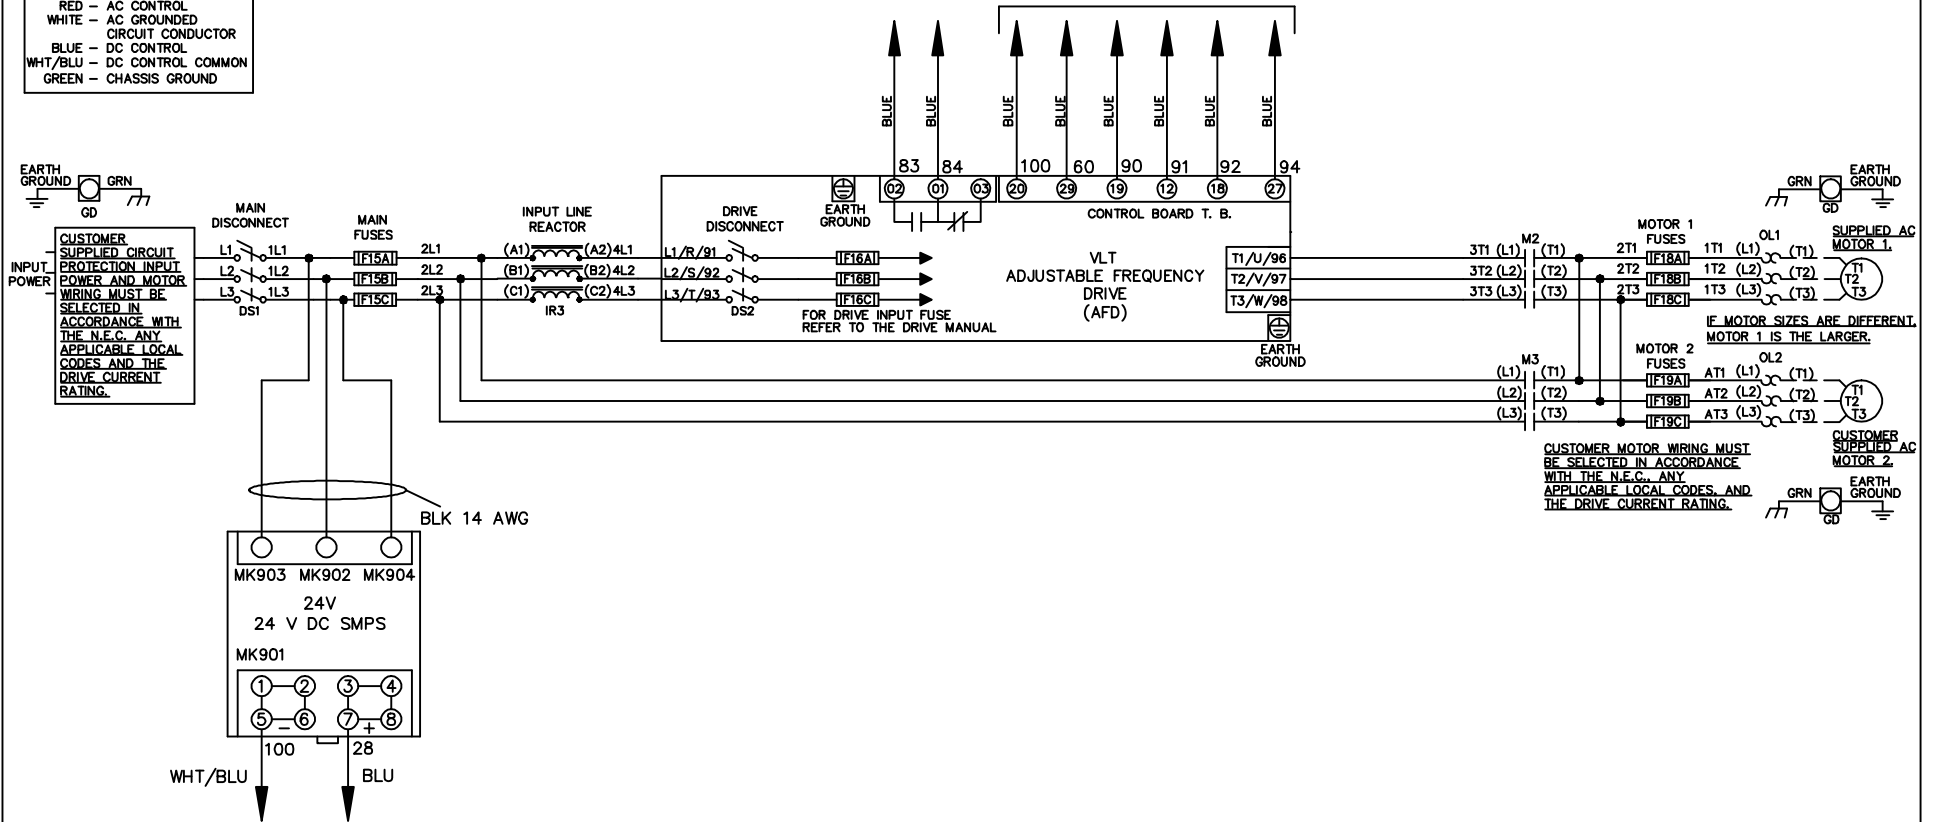 RED – AC CONTROL
WHITE – AC GROUNDED
CIRCUIT CONDUCTOR
BLUE – DC CONTROL
WHT/BLU – DC CONTROL COMMON
GREEN – CHASSIS GROUND
BLUE BLUE BLUE BLUE BLUE BLUE BLUE BLUE
83 84 100 60 90 91 92 94
02 01 03 20 29 19 12 18 27
CONTROL BOARD T. B.
EARTH
GROUND
GRN
GD
INPUT
POWER
CUSTOMER
SUPPLIED CIRCUIT
PROTECTION INPUT
POWER AND MOTOR
WIRING MUST BE
SELECTED IN
ACCORDANCE WITH
THE N.E.C. ANY
APPLICABLE LOCAL
CODES AND THE
DRIVE CURRENT
RATING.
MAIN
DISCONNECT
L1 1L1
L2 1L2
L3 1L3
DS1
MAIN
FUSES
F15A
F15B
F15C
2L1
2L2
2L3
INPUT LINE
REACTOR
(A1) (A2)4L1
(B1) (B2)4L2
(C1) (C2)4L3
IR3
L1/R/91
L2/S/92
L3/T/93
DRIVE
DISCONNECT
DS2
EARTH
GROUND
F16A
F16B
F16C
FOR DRIVE INPUT FUSE
REFER TO THE DRIVE MANUAL
VLT
ADJUSTABLE FREQUENCY
DRIVE
(AFD)
T1/U/96
T2/V/97
T3/W/98
EARTH
GROUND
M2
3T1 (L1) (T1)
3T2 (L2) (T2)
3T3 (L3) (T3)
2T1
2T2
2T3
MOTOR 1
FUSES
F18A
F18B
F18C
OL1
1T1 (L1) (T1)
1T2 (L2) (T2)
1T3 (L3) (T3)
GRN
GD
EARTH
GROUND
SUPPLIED AC
MOTOR 1.
T1
T2
T3
IF MOTOR SIZES ARE DIFFERENT,
MOTOR 1 IS THE LARGER.
M3
(L1) (T1)
(L2) (T2)
(L3) (T3)
MOTOR 2
FUSES
F19A
F19B
F19C
OL2
AT1 (L1) (T1)
AT2 (L2) (T2)
AT3 (L3) (T3)
T1
T2
T3
CUSTOMER
SUPPLIED AC
MOTOR 2.
CUSTOMER MOTOR WIRING MUST
BE SELECTED IN ACCORDANCE
WITH THE N.E.C., ANY
APPLICABLE LOCAL CODES, AND
THE DRIVE CURRENT RATING.
GRN
GD
EARTH
GROUND
BLK 14 AWG
MK903 MK902 MK904
24V
24 V DC SMPS
MK901
1 2 3 4
5 – 6 7 + 8
100 28
WHT/BLU BLU